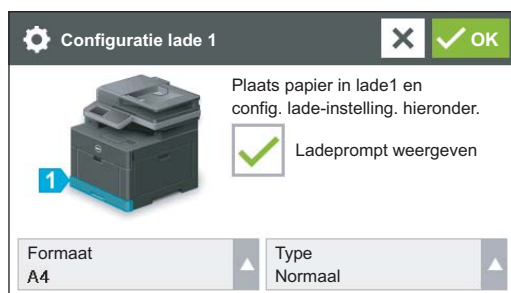 Configuratie lade 1
OK
Plaats papier in lade1 en
config. lade-instelling. hieronder.
Ladeprompt weergeven
1
Formaat
A4
Type
Normaal